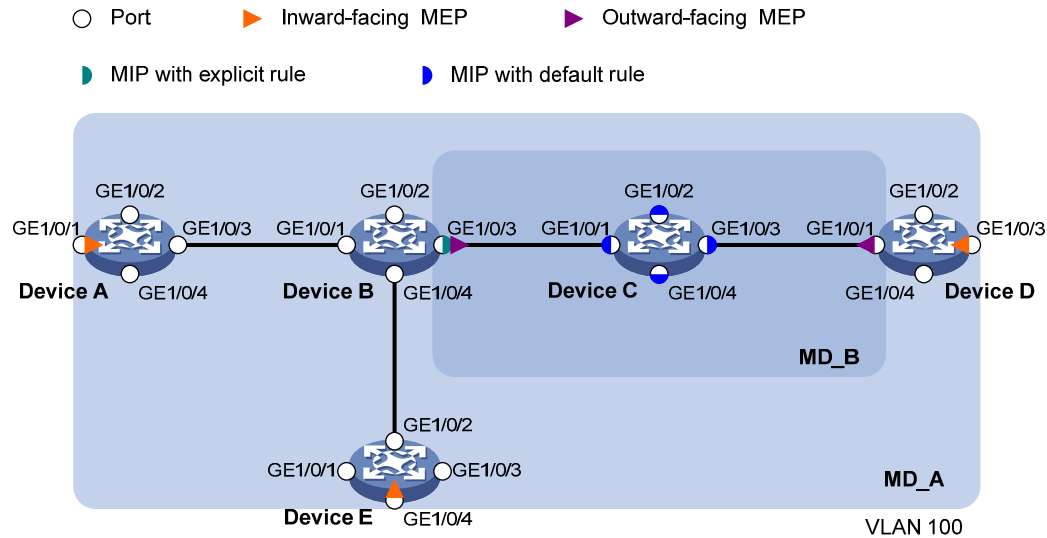 Port
Inward-facing MEP
Outward-facing MEP
MIP with explicit rule
MIP with default rule
GE1/0/2
GE1/0/1
GE1/0/3
GE1/0/4
Device A
GE1/0/2
GE1/0/1
GE1/0/3
GE1/0/4
Device B
GE1/0/2
GE1/0/1
GE1/0/3
GE1/0/4
Device C
GE1/0/2
GE1/0/1
GE1/0/3
GE1/0/4
Device D
MD_B
GE1/0/2
GE1/0/1
GE1/0/3
GE1/0/4
Device E
MD_A
VLAN 100